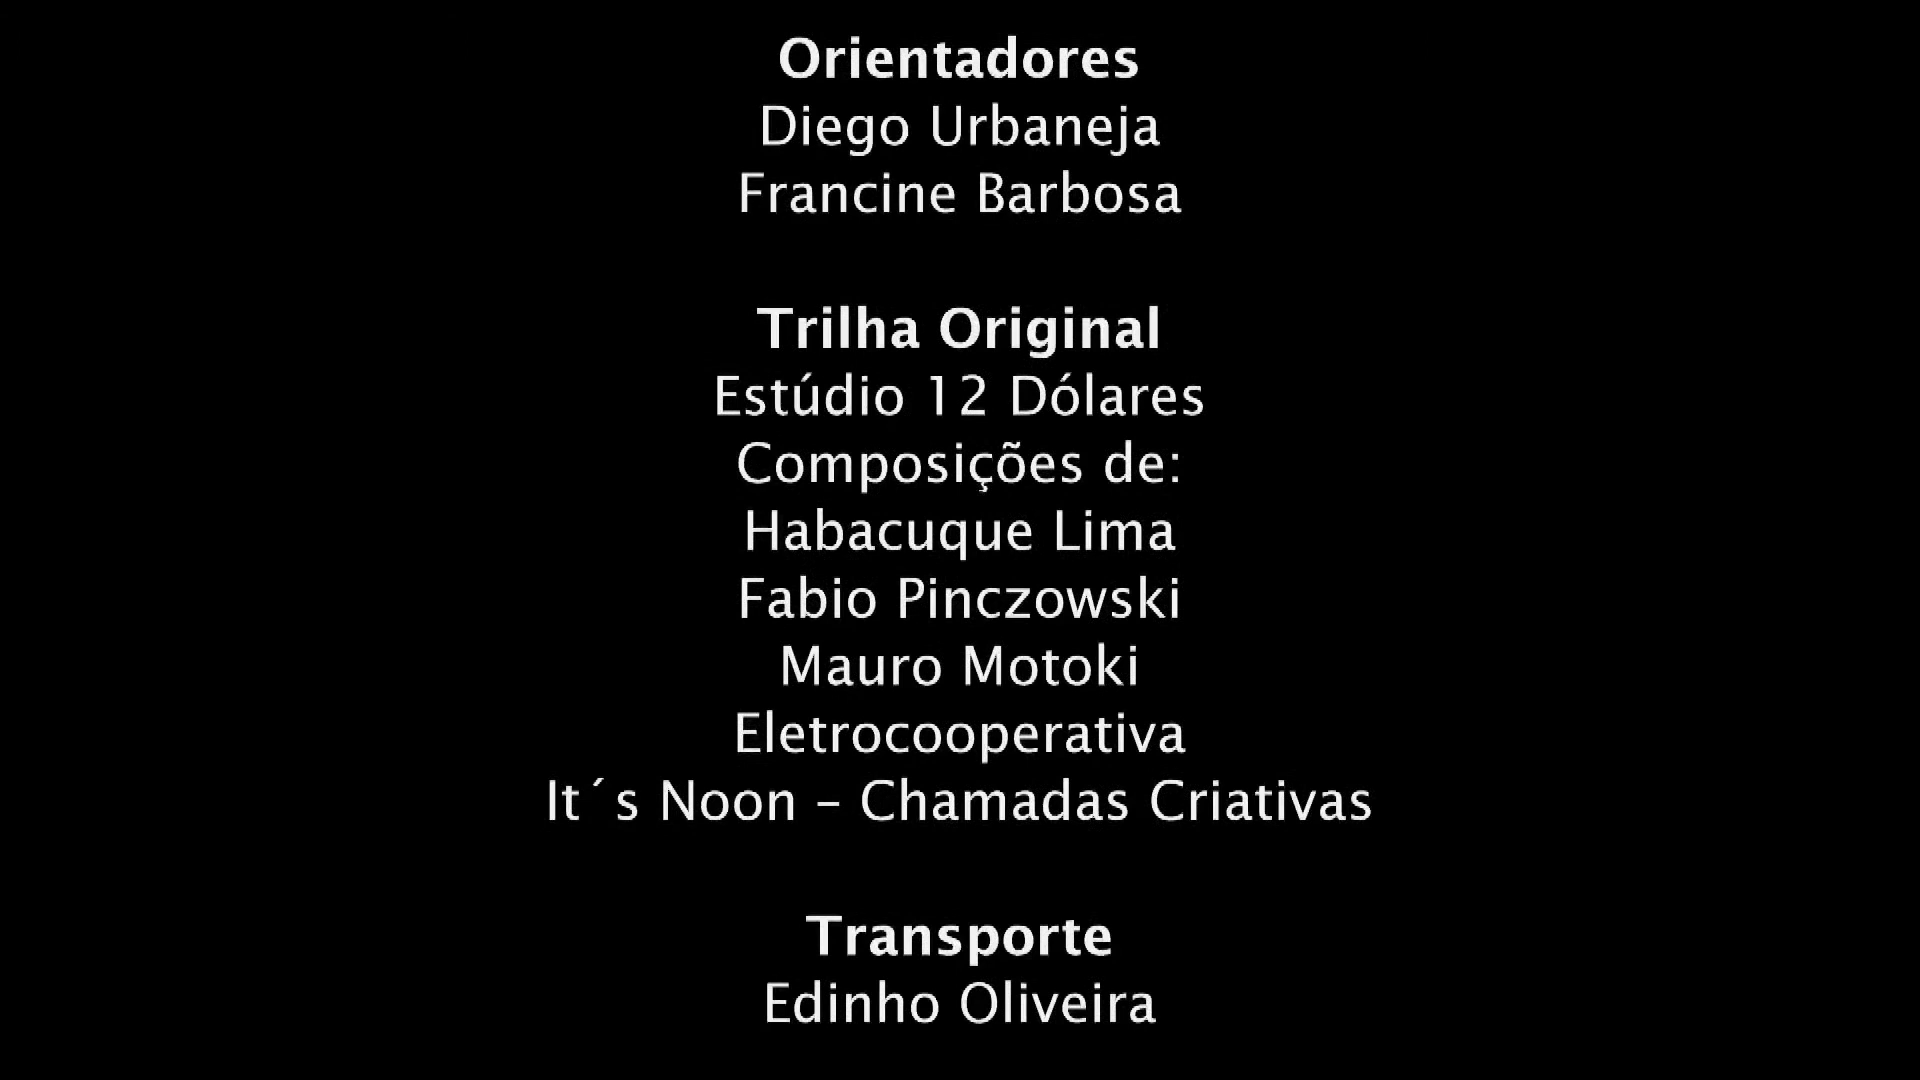 Orientadores
Diego Urbaneja
Francine Barbosa
Trilha Original
Estúdio 12 Dólares
Composições de:
Habacuque Lima
Fabio Pinczowski
Mauro Motoki
Eletrocooperativa
It´s Noon – Chamadas Criativas
Transporte
Edinho Oliveira